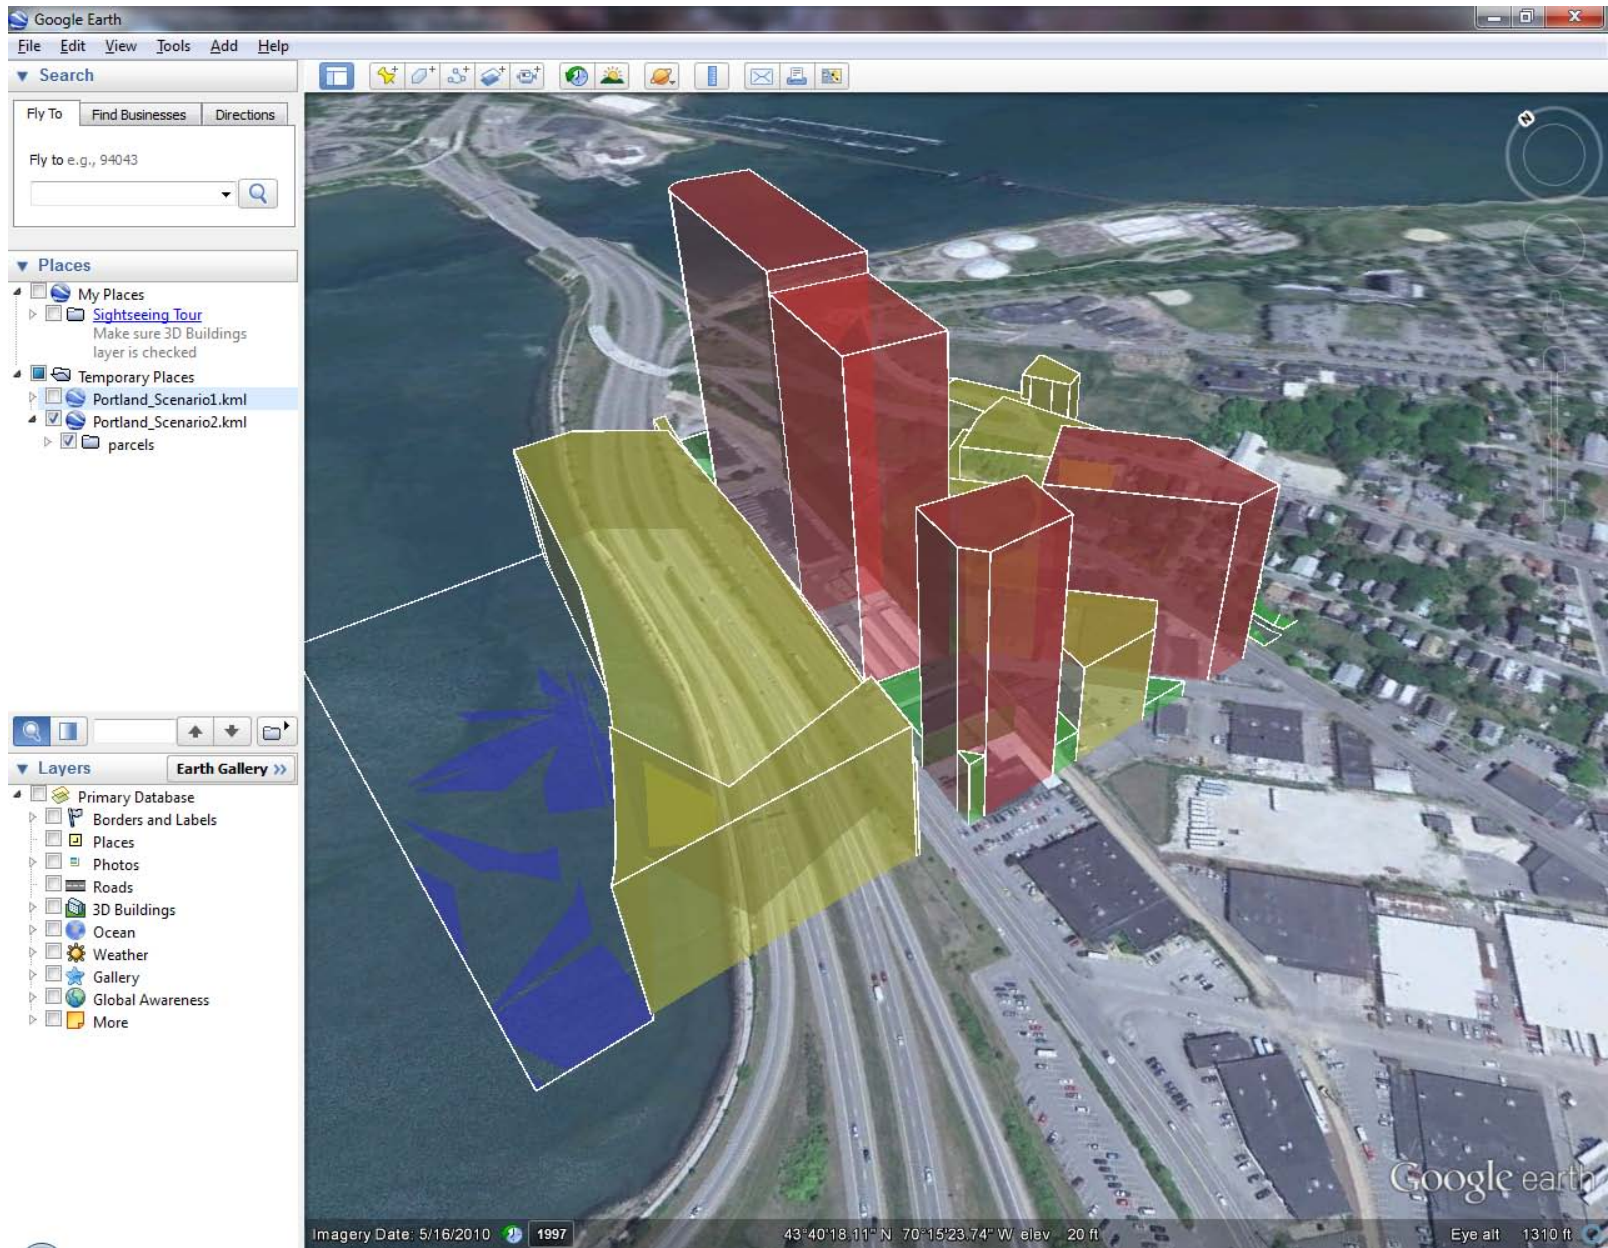 Google Earth
File Edit View Tools Add Help
Search
Fly To Find Businesses Directions
Fly to e.g., 94043
Places
My Places
Sightseeing Tour
Make sure 3D Buildings
layer is checked
Temporary Places
Portland_Scenario1.kml
Portland_Scenario2.kml
parcels
Layers Earth Gallery >>
Primary Database
Borders and Labels
Places
Photos
Roads
3D Buildings
Ocean
Weather
Gallery
Global Awareness
More
N
Google earth
Imagery Date: 5/16/2010 1997 43°40'18.11" N 70°15'23.74" W elev 20 ft Eye alt 1310 ft